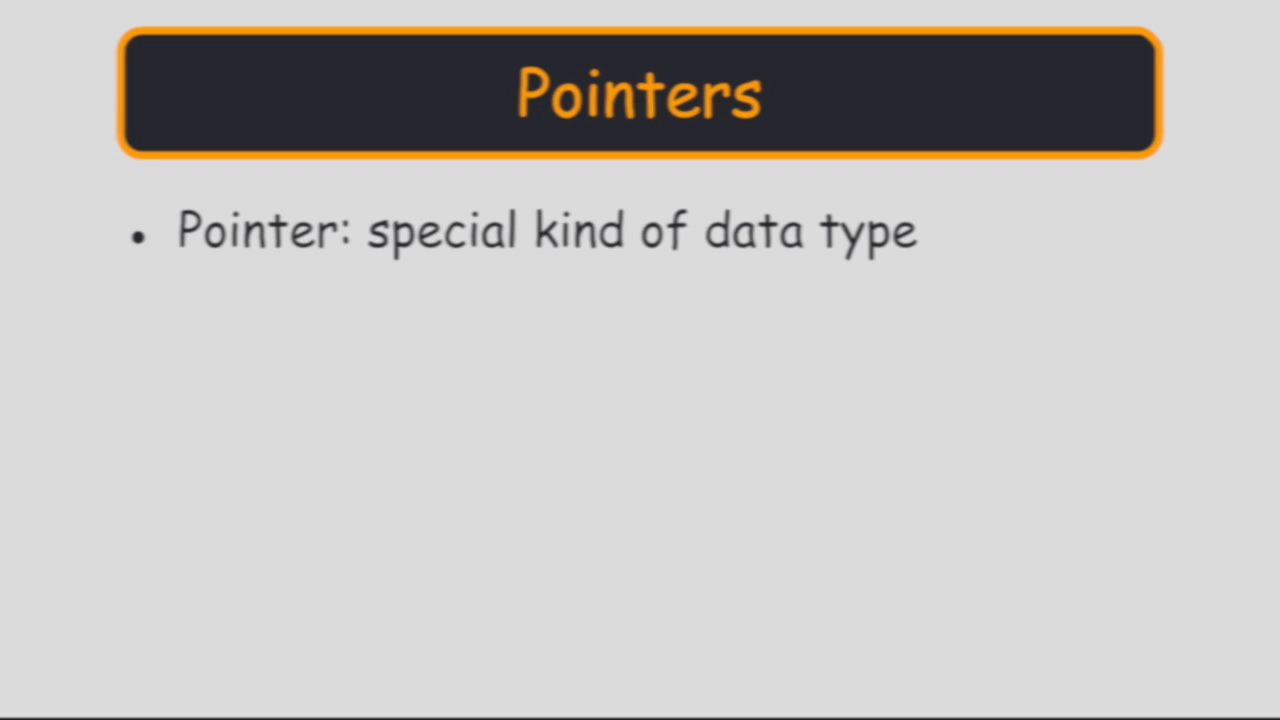 Pointers
• Pointer: special kind of data type